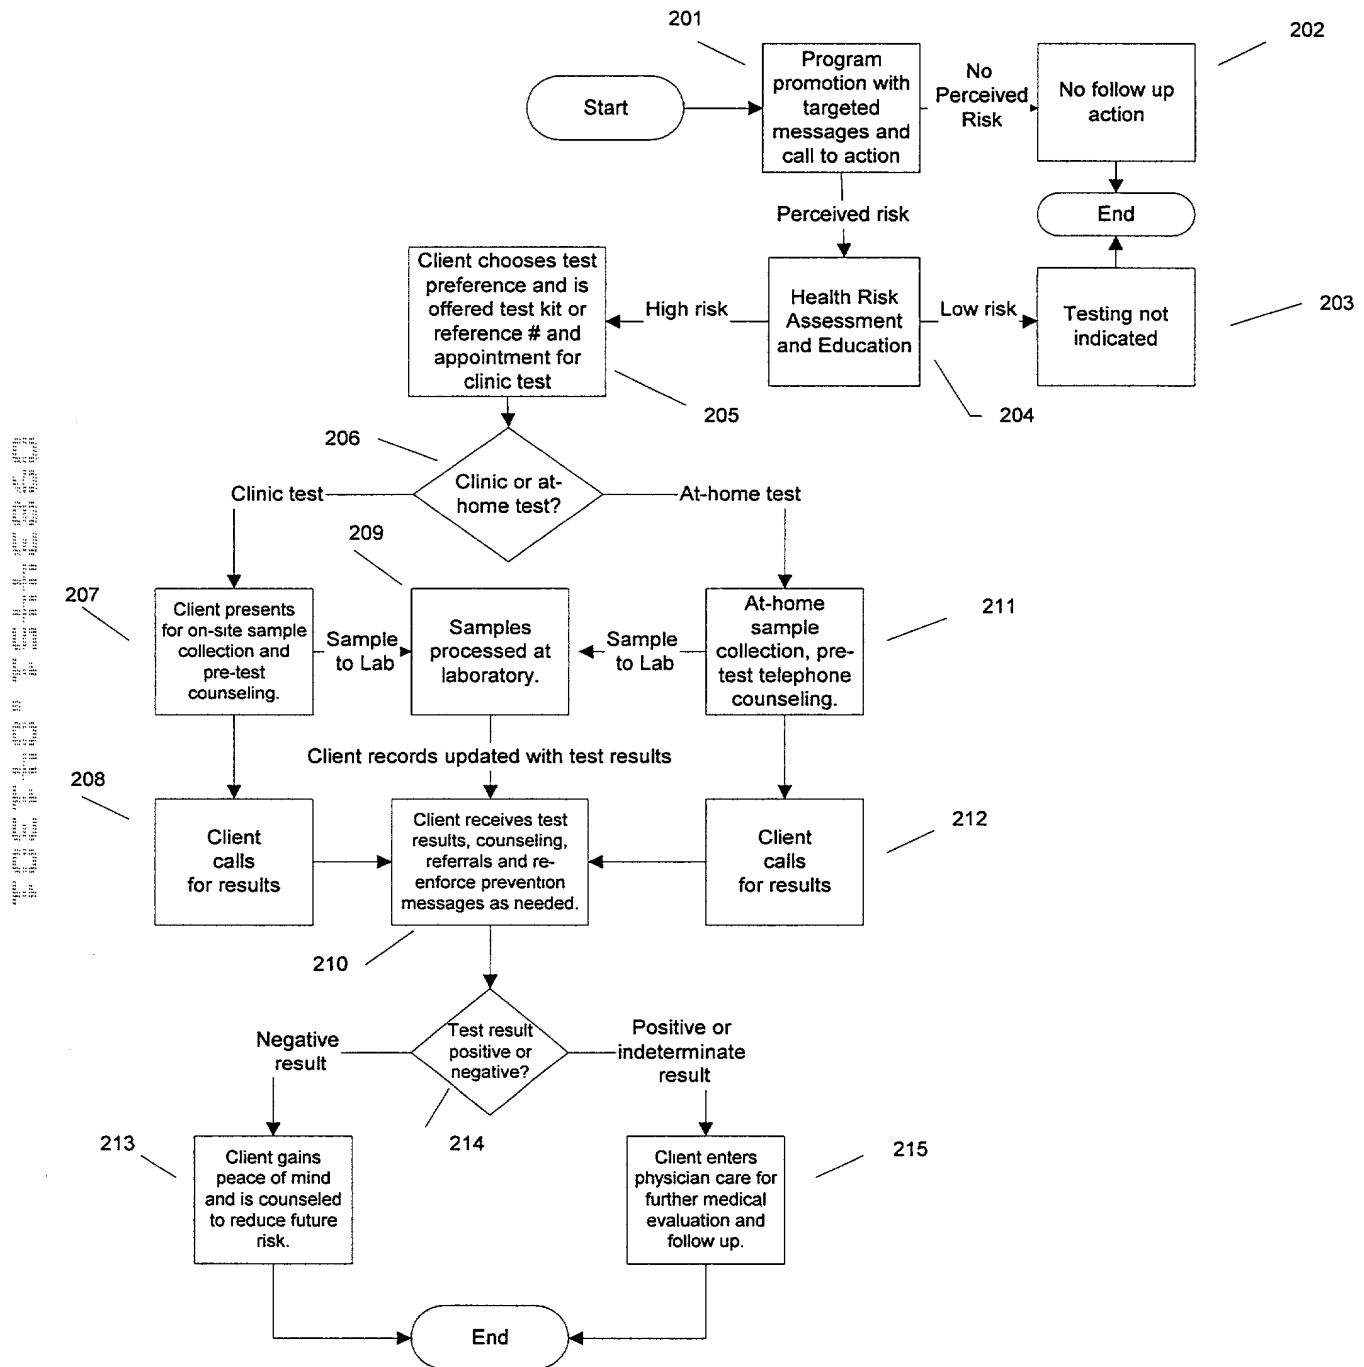 201
202
Start
Program
promotion with
targeted
messages and
call to action
No
Perceived
Risk
No follow up
action
End
Perceived risk
Client chooses test
preference and is
offered test kit or
reference # and
appointment for
clinic test
High risk
Health Risk
Assessment
and Education
Low risk
Testing not
indicated
203
204
205
206
Clinic or at-
home test?
Clinic test
At-home test
209
207
Client presents
for on-site sample
collection and
pre-test
counseling.
Sample
to Lab
Samples
processed at
laboratory.
Sample
to Lab
At-home
sample
collection, pre-
test telephone
counseling.
211
Client records updated with test results
208
Client
calls
for results
Client receives test
results, counseling,
referrals and re-
enforce prevention
messages as needed.
Client
calls
for results
212
210
Negative
result
Test result
positive or
negative?
Positive or
indeterminate
result
213
214
215
Client gains
peace of mind
and is counseled
to reduce future
risk.
Client enters
physician care for
further medical
evaluation and
follow up.
End